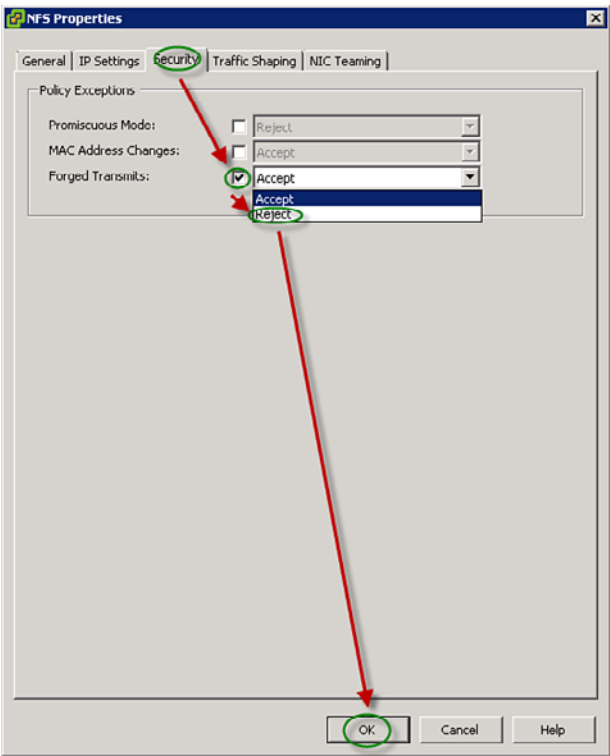 NFS Properties
General IP Settings Security Traffic Shaping NIC Teaming
Policy Exceptions
Promiscuous Mode: Reject
MAC Address Changes: Accept
Forged Transmits: Accept
Accept
Reject
OK Cancel Help